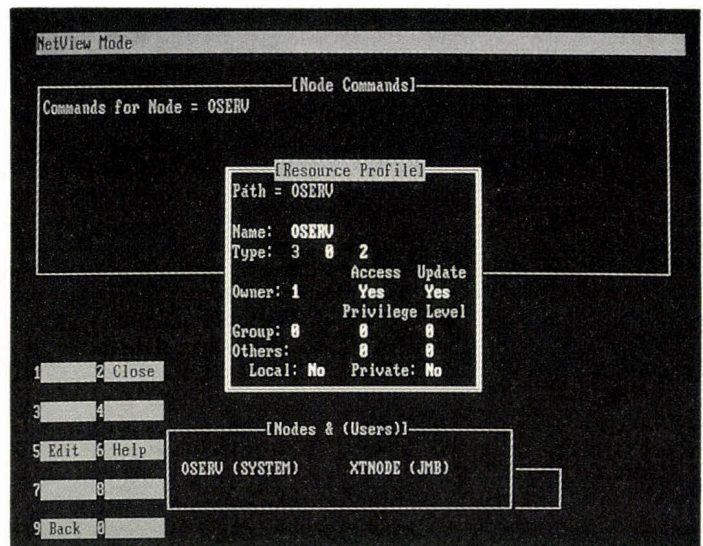 NetView Mode
[Node Commands]
Commands for Node = OSERV
[Resource Profile]
Path = OSERV
Name: OSERV
Type: 3 0 2
Access Update
Owner: 1 Yes Yes
Privilege Level
Group: 0 0 0
Others: 0 0
Local: No Private: No
1 2 Close
3 4
5 Edit 6 Help
7 8
9 Back 0
[Nodes & (Users)]
OSERV (SYSTEM) XTNODE (JMB)